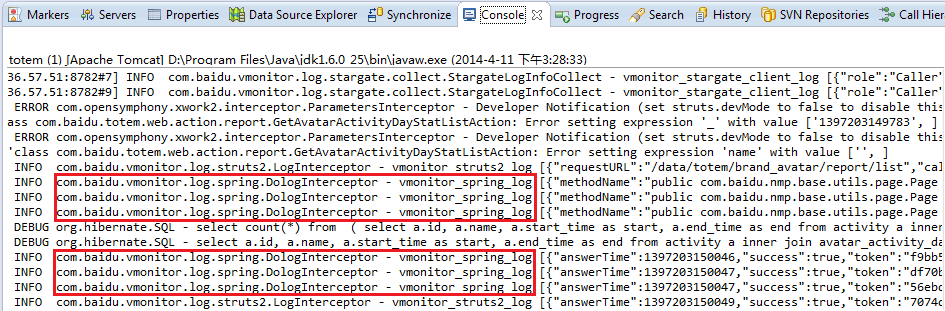 Markers Servers Properties Data Source Explorer Synchronize Console Progress Search History SVN Repositories Call Hier
totem (1) [Apache Tomcat] D:\Program Files\Java\jdk1.6.0_25\bin\javaw.exe (2014-4-11 下午3:28:33)
36.57.51:8782#7] INFO com.baidu.vmonitor.log.stargate.collect.StargateLogInfoCollect - vmonitor_stargate_client_log [{"role":"Caller"
36.57.51:8782#9] INFO com.baidu.vmonitor.log.stargate.collect.StargateLogInfoCollect - vmonitor_stargate_client_log [{"role":"Caller"
ERROR com.opensymphony.xwork2.interceptor.ParametersInterceptor - Developer Notification (set struts.devMode to false to disable this
ass com.baidu.totem.web.action.report.GetAvatarActivityDayStatListAction: Error setting expression '_' with value ['1397203149783', ]
ERROR com.opensymphony.xwork2.interceptor.ParametersInterceptor - Developer Notification (set struts.devMode to false to disable this
'class com.baidu.totem.web.action.report.GetAvatarActivityDayStatListAction: Error setting expression 'name' with value ['', ]
INFO com.baidu.vmonitor.log.struts2.LogInterceptor - vmonitor_struts2_log [{"requestURL":"/data/totem/brand_avatar/report/list","cal
INFO com.baidu.vmonitor.log.spring.DologInterceptor - vmonitor_spring_log [{"methodName":"public com.baidu.nmp.base.utils.page.Page
INFO com.baidu.vmonitor.log.spring.DologInterceptor - vmonitor_spring_log [{"methodName":"public com.baidu.nmp.base.utils.page.Page
INFO com.baidu.vmonitor.log.spring.DologInterceptor - vmonitor_spring_log [{"methodName":"public com.baidu.nmp.base.utils.page.Page
DEBUG org.hibernate.SQL - select count(*) from ( select a.id, a.name, a.start_time as start, a.end_time as end from activity a inner
DEBUG org.hibernate.SQL - select a.id, a.name, a.start_time as start, a.end_time as end from activity a inner join avatar_activity_da
INFO com.baidu.vmonitor.log.spring.DologInterceptor - vmonitor_spring_log [{"answerTime":1397203150046,"success":true,"token":"f9bb5
INFO com.baidu.vmonitor.log.spring.DologInterceptor - vmonitor_spring_log [{"answerTime":1397203150047,"success":true,"token":"df70b
INFO com.baidu.vmonitor.log.spring.DologInterceptor - vmonitor_spring_log [{"answerTime":1397203150047,"success":true,"token":"56ebc
INFO com.baidu.vmonitor.log.struts2.LogInterceptor - vmonitor_struts2_log [{"answerTime":1397203150049,"success":true,"token":"7074c